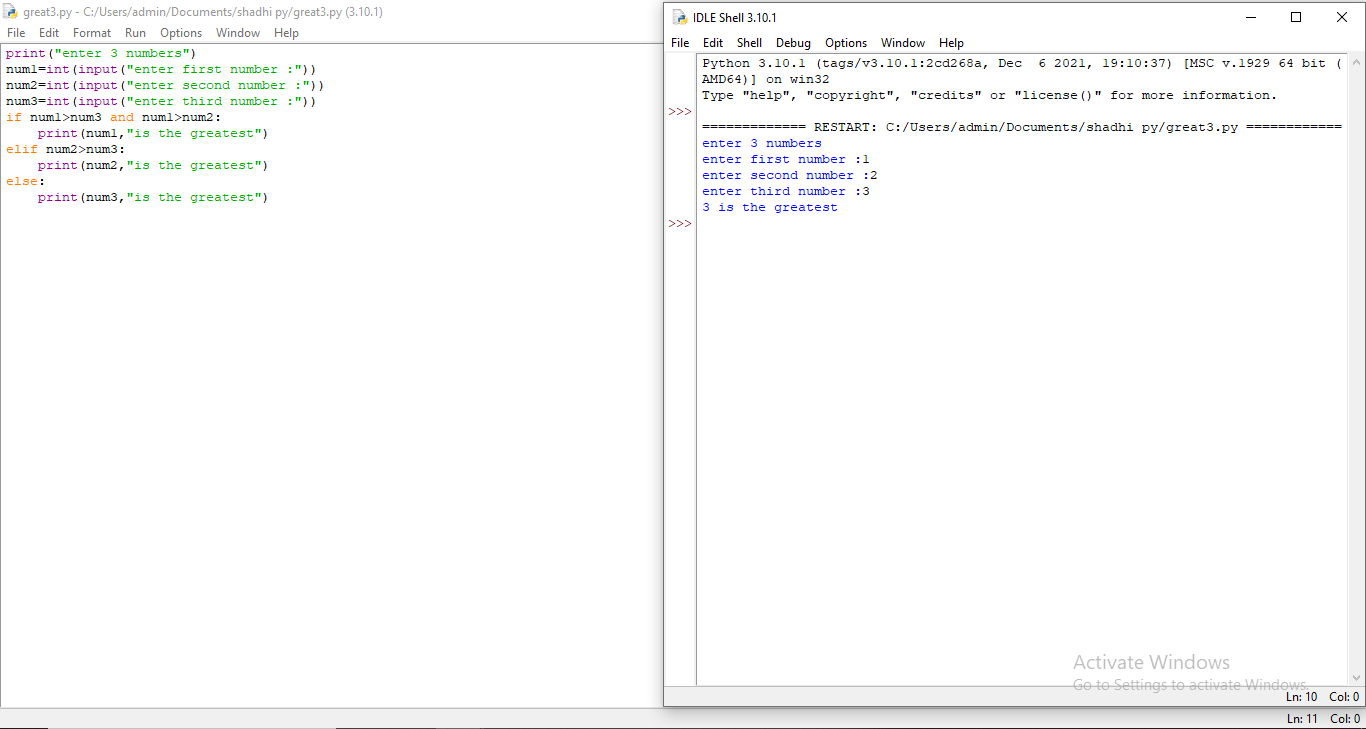 great3.py - C:/Users/admin/Documents/shadhi py/great3.py (3.10.1)
File Edit Format Run Options Window Help
print("enter 3 numbers")
num1=int(input("enter first number :"))
num2=int(input("enter second number :"))
num3=int(input("enter third number :"))
if num1>num3 and num1>num2:
    print(num1,"is the greatest")
elif num2>num3:
    print(num2,"is the greatest")
else:
    print(num3,"is the greatest")
Ln: 11 Col: 0
IDLE Shell 3.10.1
File Edit Shell Debug Options Window Help
Python 3.10.1 (tags/v3.10.1:2cd268a, Dec  6 2021, 19:10:37) [MSC v.1929 64 bit (
AMD64)] on win32
Type "help", "copyright", "credits" or "license()" for more information.
>>>
============= RESTART: C:/Users/admin/Documents/shadhi py/great3.py ============
enter 3 numbers
enter first number :1
enter second number :2
enter third number :3
3 is the greatest
>>>
Activate Windows
Go to Settings to activate Windows.
Ln: 10 Col: 0